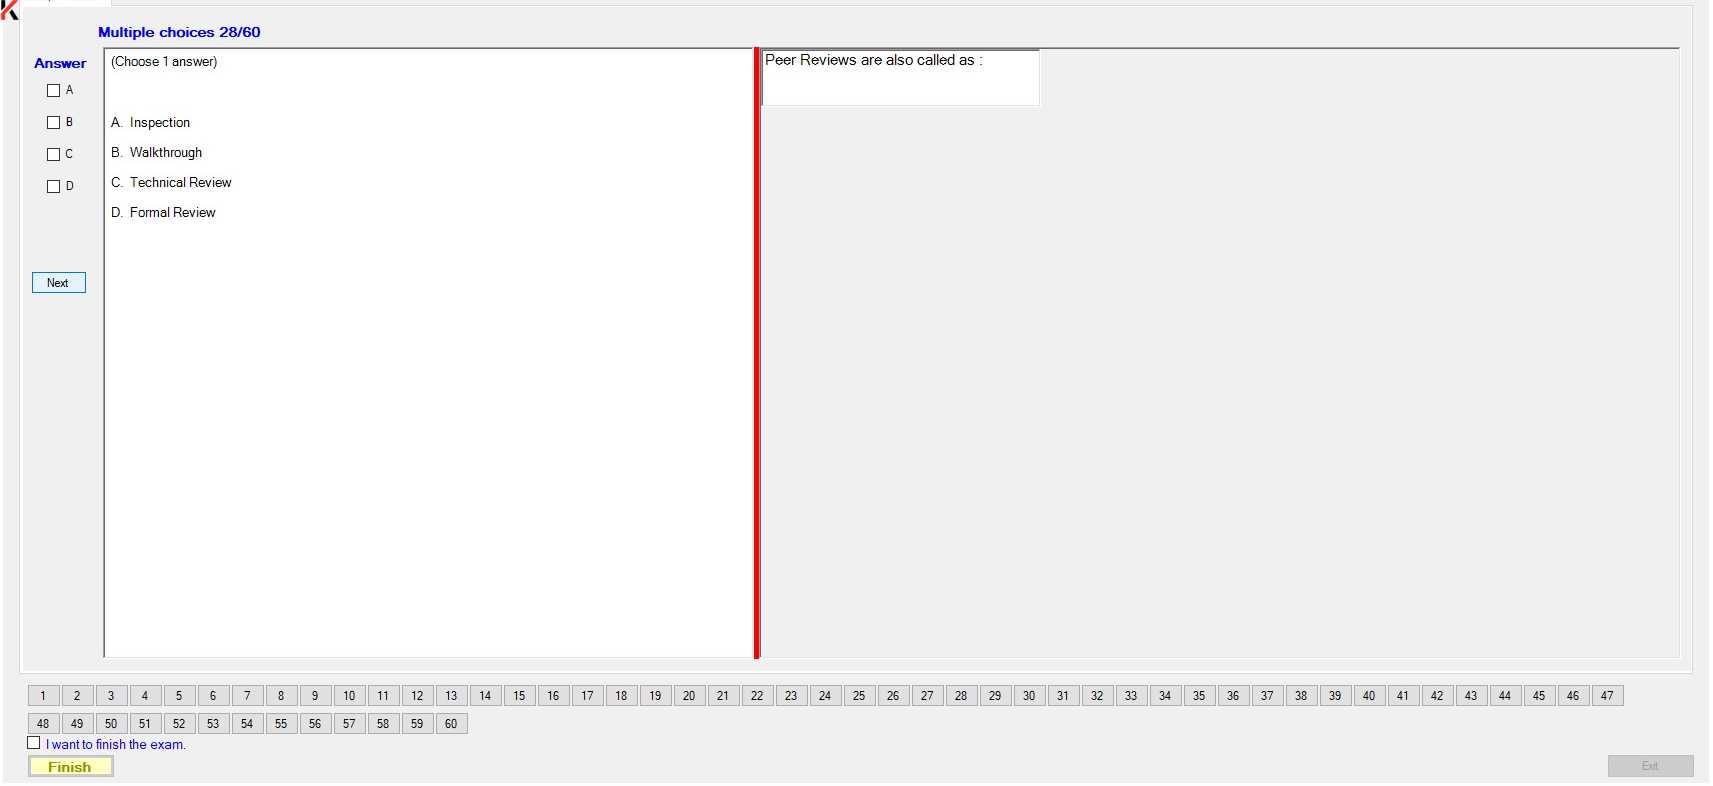 Multiple choices 28/60
Answer
A
B
C
D
Next
(Choose 1 answer)
A. Inspection
B. Walkthrough
C. Technical Review
D. Formal Review
Peer Reviews are also called as :
1 2 3 4 5 6 7 8 9 10 11 12 13 14 15 16 17 18 19 20 21 22 23 24 25 26 27 28 29 30 31 32 33 34 35 36 37 38 39 40 41 42 43 44 45 46 47
48 49 50 51 52 53 54 55 56 57 58 59 60
I want to finish the exam.
Finish
Exit